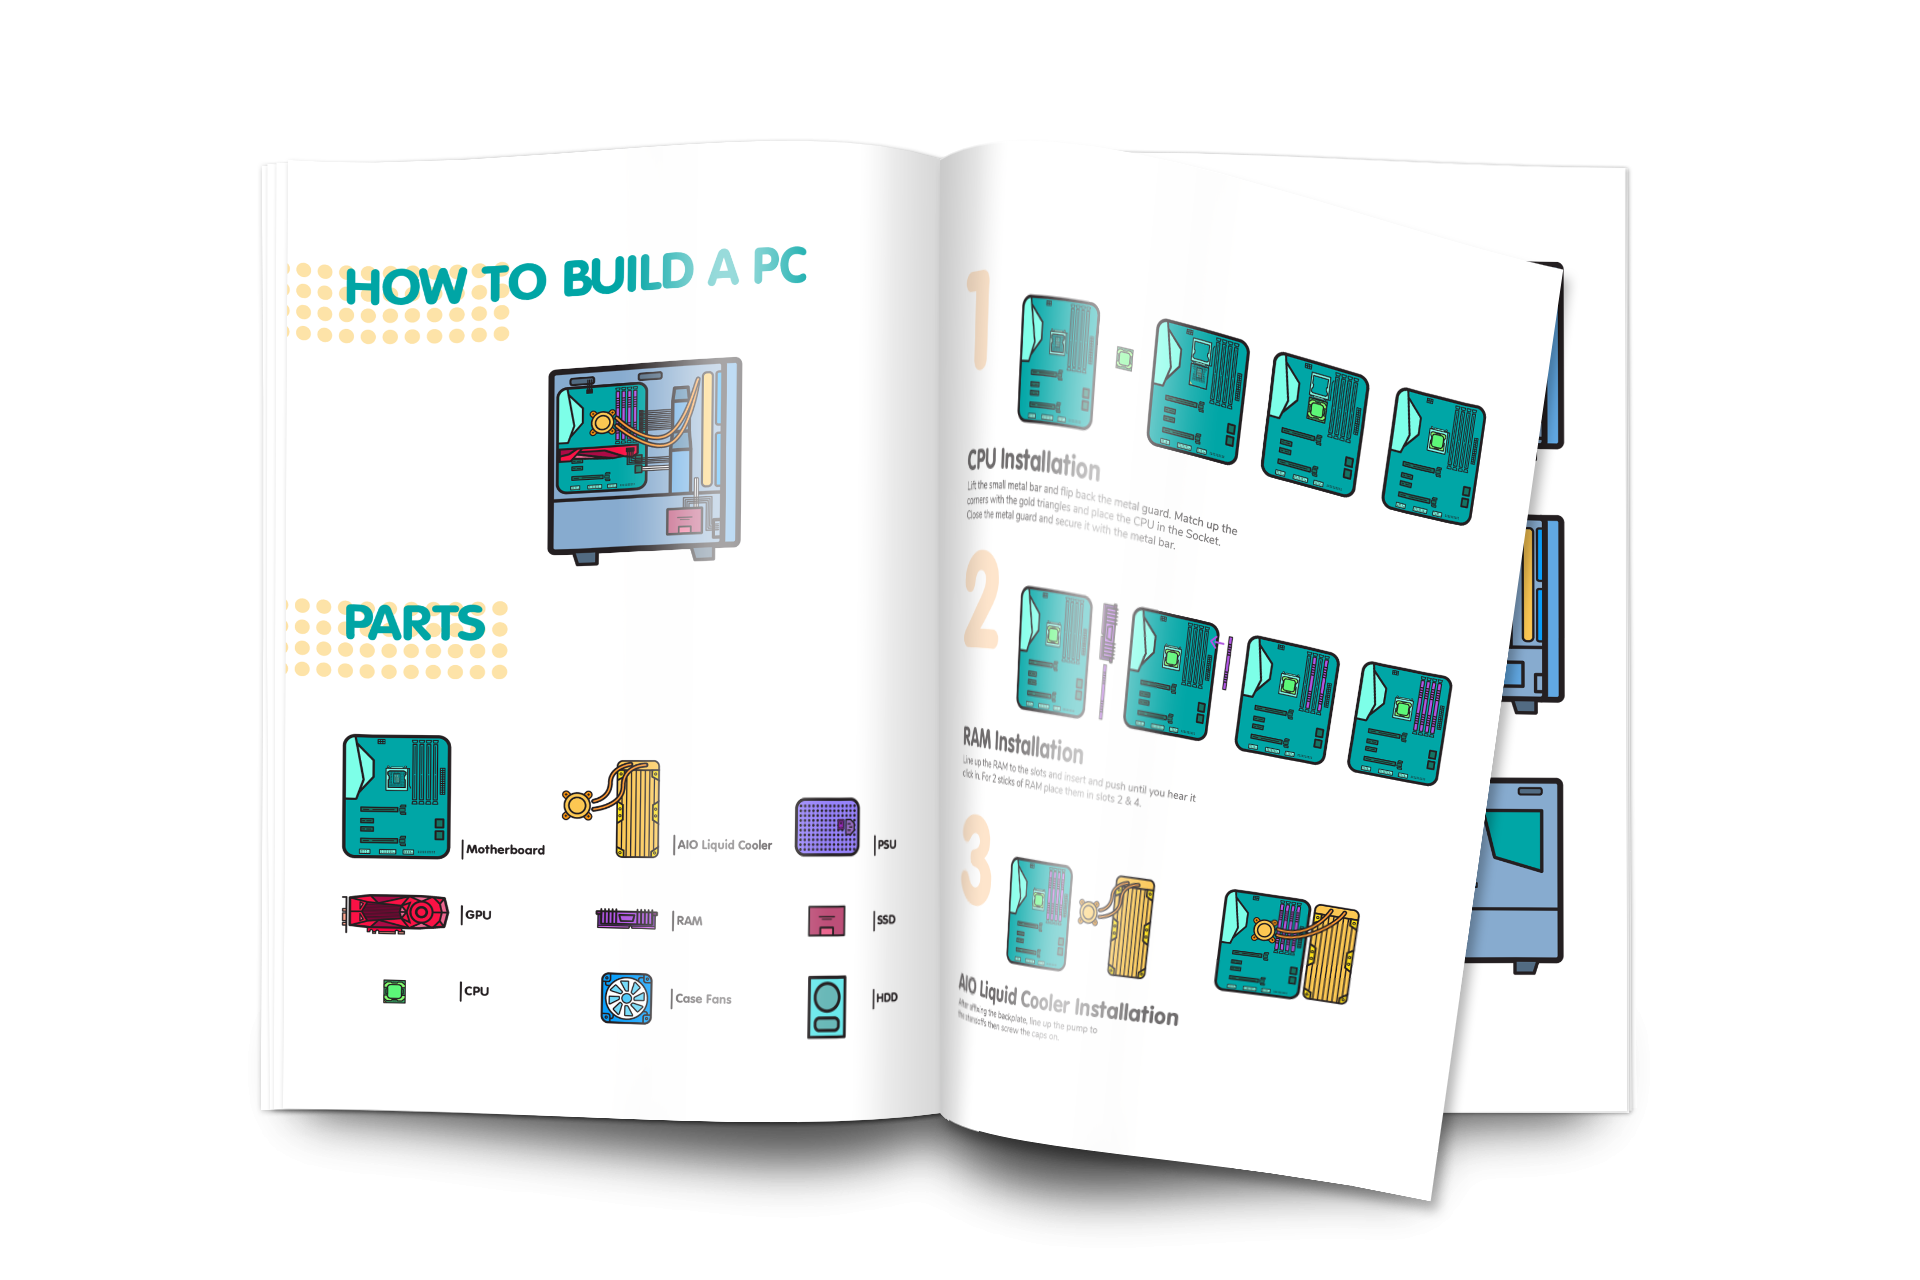 HOW TO BUILD A PC
PARTS
Motherboard
AIO Liquid Cooler
PSU
GPU
RAM
SSD
CPU
Case Fans
HDD
1
CPU Installation
Lift the small metal bar and flip back the metal guard. Match up the
corners with the gold triangles and place the CPU in the Socket.
Close the metal guard and secure it with the metal bar.
2
RAM Installation
Line up the RAM to the slots and insert and push until you hear it
click in. For 2 sticks of RAM place them in slots 2 & 4.
3
AIO Liquid Cooler Installation
After affixing the backplate, line up the pump to
the standoffs then screw the caps on.